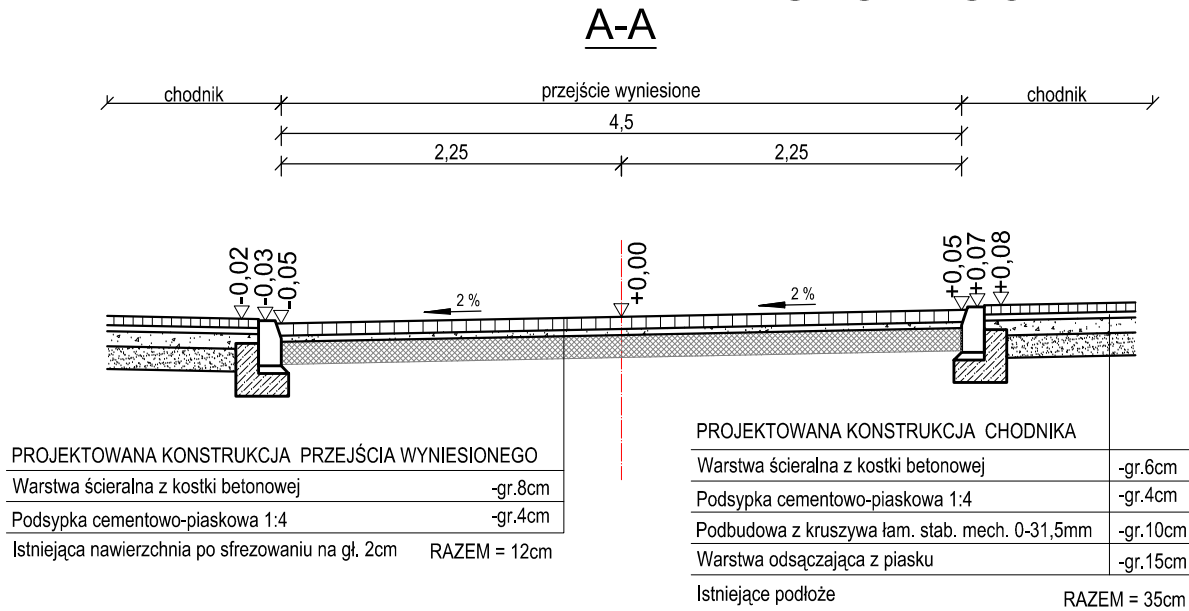 A-A
chodnik przejście wyniesione chodnik
4,5
2,25 2,25
-0,02 -0,03 -0,05 +0,00 +0,05 +0,07 +0,08
2 % 2 %
PROJEKTOWANA KONSTRUKCJA PRZEJŚCIA WYNIESIONEGO
Warstwa ścieralna z kostki betonowej -gr.8cm
Podsypka cementowo-piaskowa 1:4 -gr.4cm
Istniejąca nawierzchnia po sfrezowaniu na gł. 2cm RAZEM = 12cm
PROJEKTOWANA KONSTRUKCJA CHODNIKA
Warstwa ścieralna z kostki betonowej -gr.6cm
Podsypka cementowo-piaskowa 1:4 -gr.4cm
Podbudowa z kruszywa łam. stab. mech. 0-31,5mm -gr.10cm
Warstwa odsączająca z piasku -gr.15cm
Istniejące podłoże RAZEM = 35cm